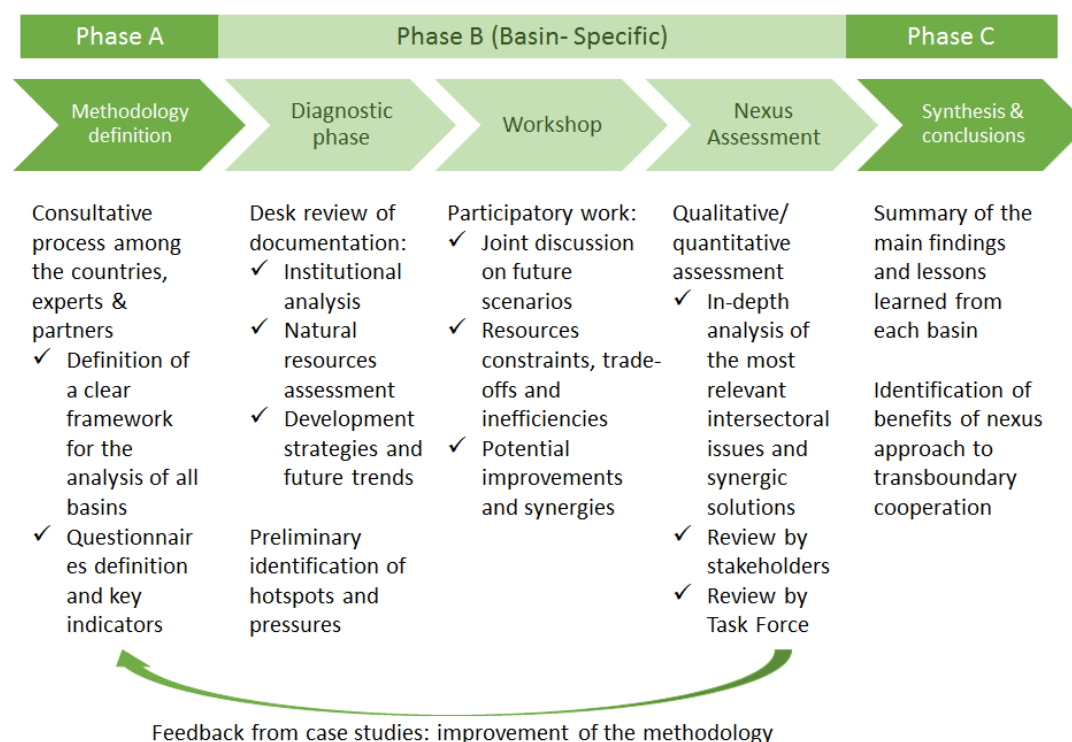 Phase A
Phase B (Basin- Specific)
Phase C
Methodology
definition
Diagnostic
phase
Workshop
Nexus
Assessment
Synthesis &
conclusions
Consultative
process among
the countries,
experts &
partners
✓ Definition of
a clear
framework
for the
analysis of all
basins
✓ Questionnair
es definition
and key
indicators
Desk review of
documentation:
✓ Institutional
analysis
✓ Natural
resources
assessment
✓ Development
strategies and
future trends
Preliminary
identification of
hotspots and
pressures
Participatory work:
✓ Joint discussion
on future
scenarios
✓ Resources
constraints, trade-
offs and
inefficiencies
✓ Potential
improvements
and synergies
Qualitative/
quantitative
assessment
✓ In-depth
analysis of
the most
relevant
intersectoral
issues and
synergic
solutions
✓ Review by
stakeholders
✓ Review by
Task Force
Summary of the
main findings
and lessons
learned from
each basin
Identification of
benefits of nexus
approach to
transboundary
cooperation
Feedback from case studies: improvement of the methodology